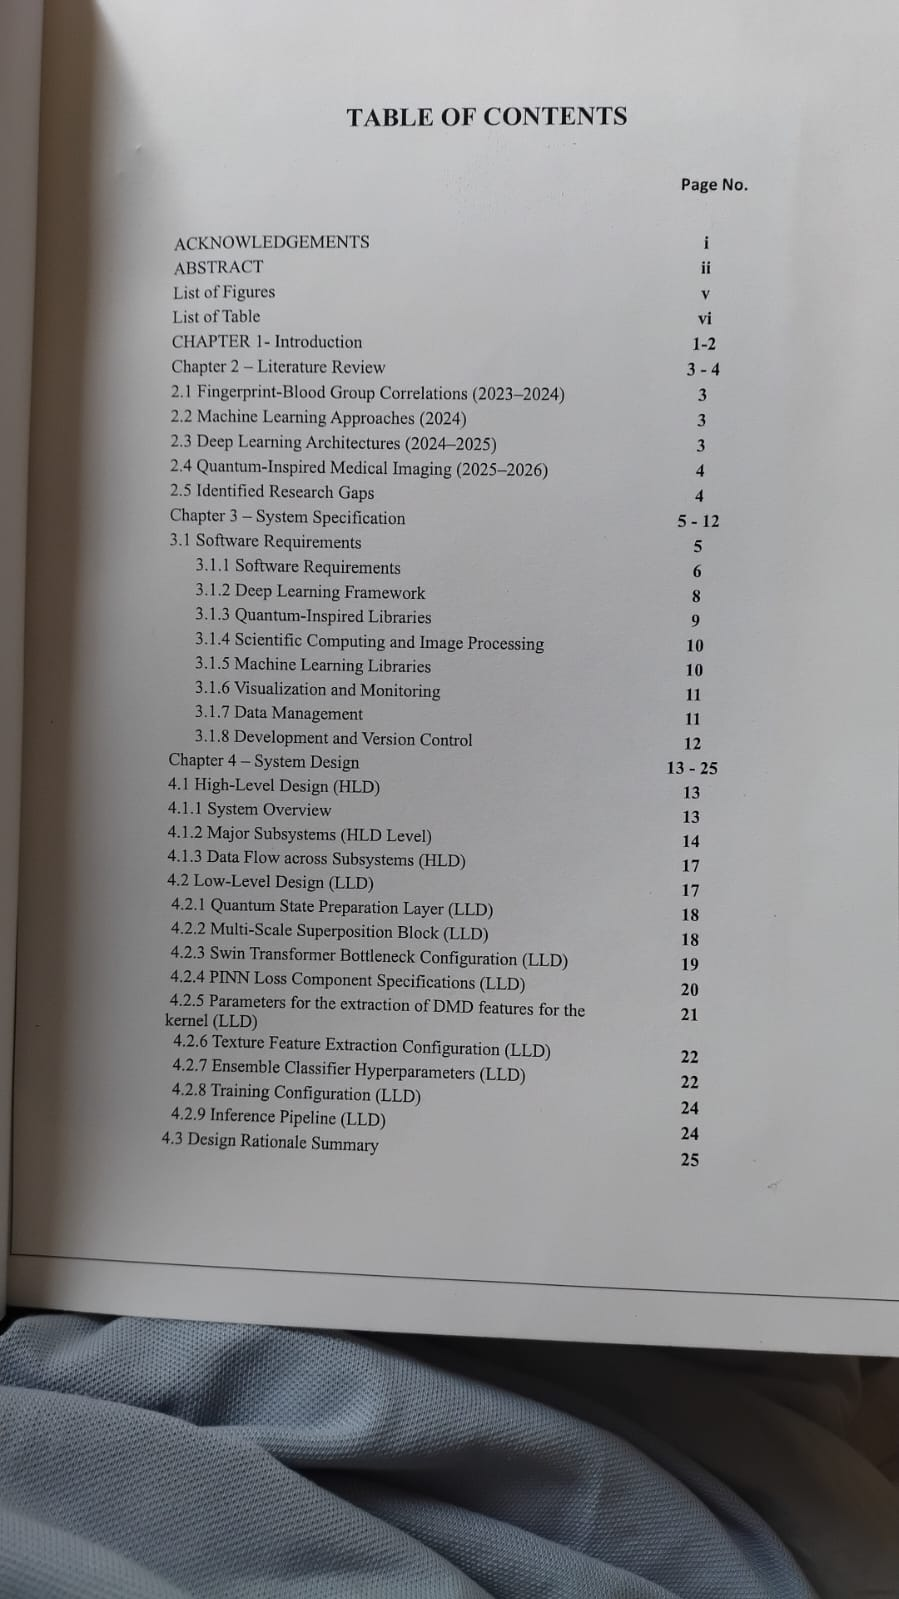 TABLE OF CONTENTS
Page No.
ACKNOWLEDGEMENTS i
ABSTRACT ii
List of Figures v
List of Table vi
CHAPTER 1- Introduction 1-2
Chapter 2 – Literature Review 3 - 4
2.1 Fingerprint-Blood Group Correlations (2023–2024) 3
2.2 Machine Learning Approaches (2024) 3
2.3 Deep Learning Architectures (2024–2025) 3
2.4 Quantum-Inspired Medical Imaging (2025–2026) 4
2.5 Identified Research Gaps 4
Chapter 3 – System Specification 5 - 12
3.1 Software Requirements 5
3.1.1 Software Requirements 6
3.1.2 Deep Learning Framework 8
3.1.3 Quantum-Inspired Libraries 9
3.1.4 Scientific Computing and Image Processing 10
3.1.5 Machine Learning Libraries 10
3.1.6 Visualization and Monitoring 11
3.1.7 Data Management 11
3.1.8 Development and Version Control 12
Chapter 4 – System Design 13 - 25
4.1 High-Level Design (HLD) 13
4.1.1 System Overview 13
4.1.2 Major Subsystems (HLD Level) 14
4.1.3 Data Flow across Subsystems (HLD) 17
4.2 Low-Level Design (LLD) 17
4.2.1 Quantum State Preparation Layer (LLD) 18
4.2.2 Multi-Scale Superposition Block (LLD) 18
4.2.3 Swin Transformer Bottleneck Configuration (LLD) 19
4.2.4 PINN Loss Component Specifications (LLD) 20
4.2.5 Parameters for the extraction of DMD features for the 21
kernel (LLD)
4.2.6 Texture Feature Extraction Configuration (LLD) 22
4.2.7 Ensemble Classifier Hyperparameters (LLD) 22
4.2.8 Training Configuration (LLD) 24
4.2.9 Inference Pipeline (LLD) 24
4.3 Design Rationale Summary 25